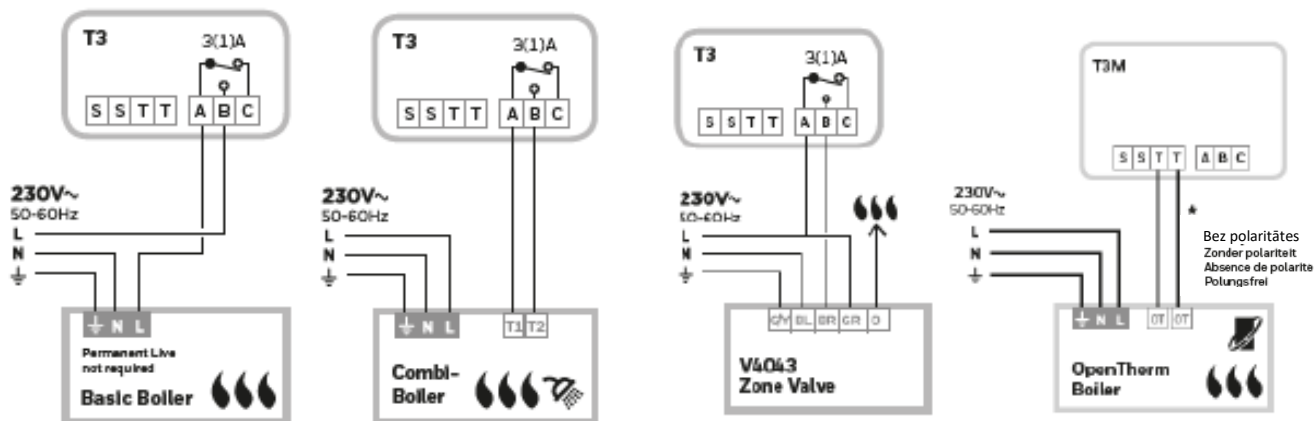 T3
3(1)A
S S T T A B C
230V~
50-60Hz
L
N
N L
Permanent Live
not required
Basic Boiler
T3
3(1)A
S S T T A B C
230V~
50-60Hz
L
N
N L T1 T2
Combi-
Boiler
T3
3(1)A
S S T T A B C
230V~
50-60Hz
L
N
G/Y BL BR GR O
V4043
Zone Valve
T3M
S S T T A B C
230V~
50-60Hz
L
N
*
Bez polaritātes
Zonder polariteit
Absence de polarite
Polungsfrei
N L OT OT
OpenTherm
Boiler